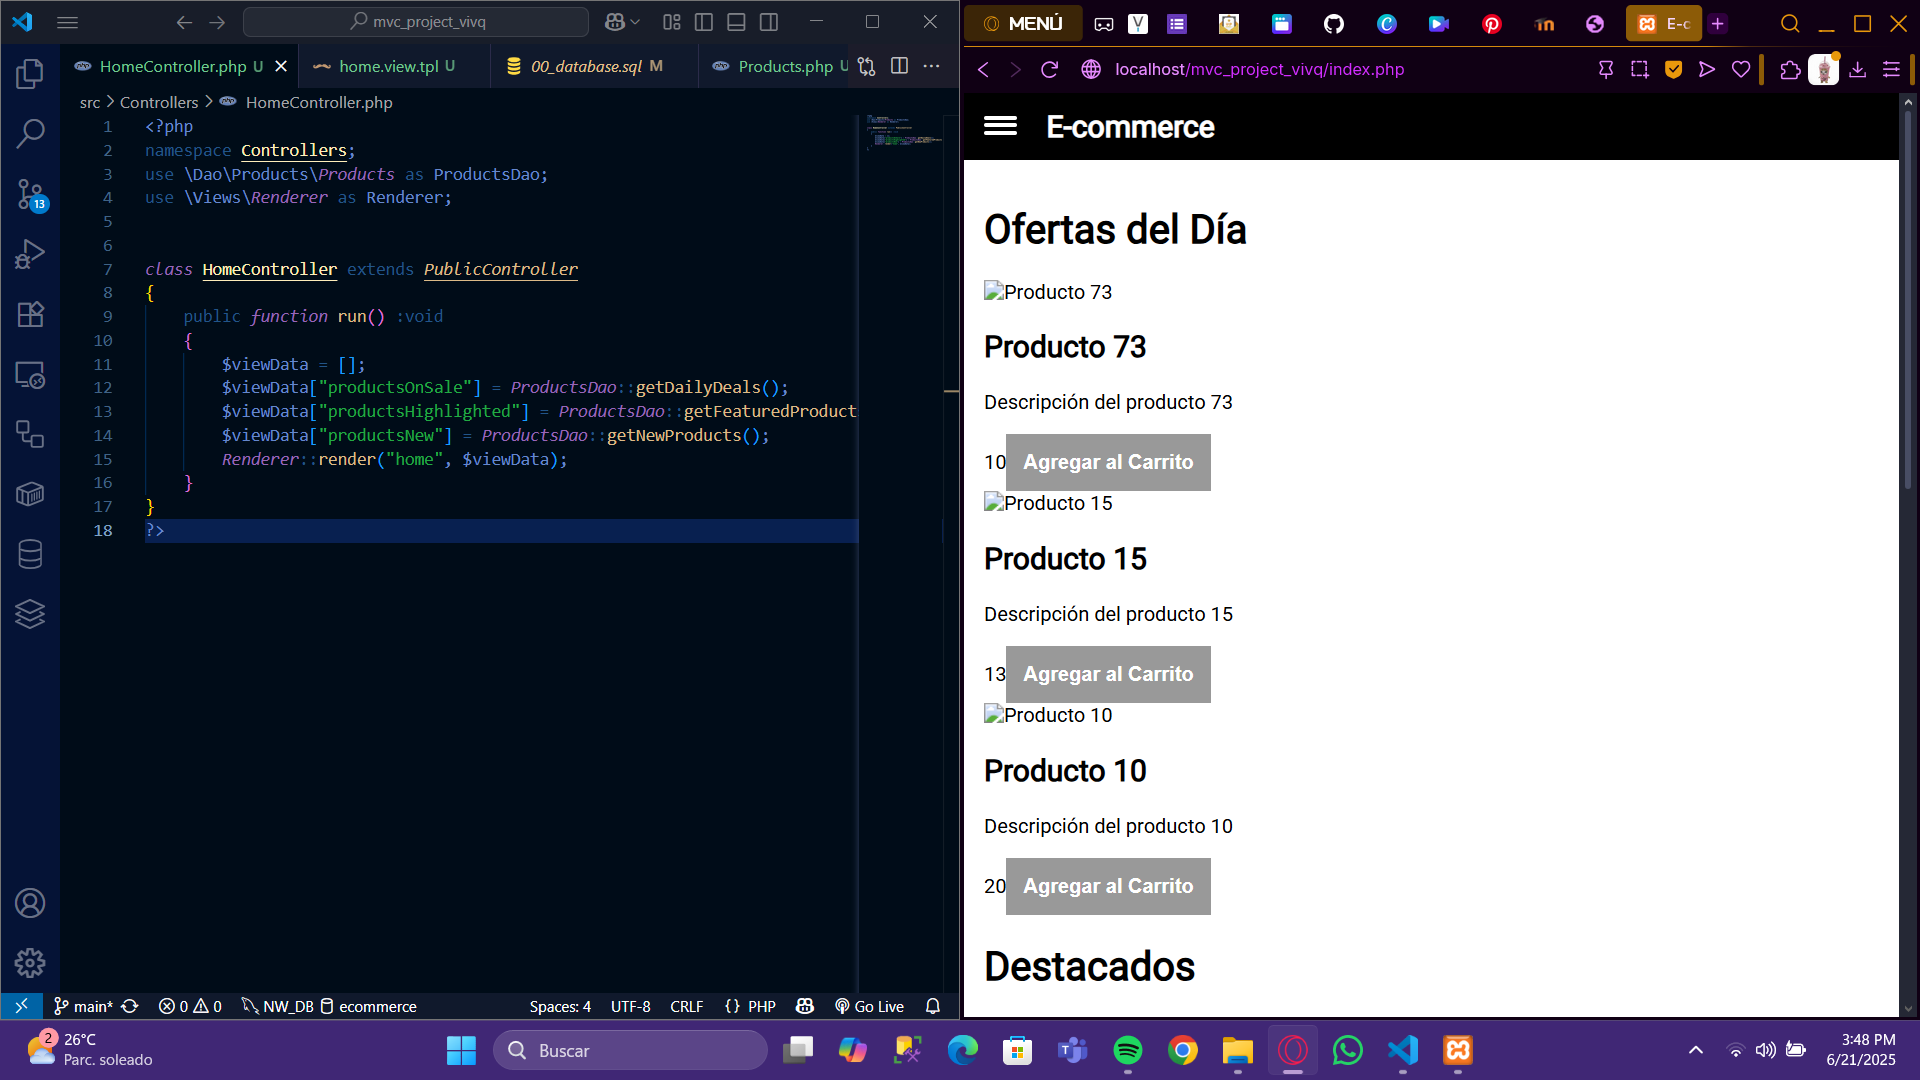 mvc_project_vivq
HomeController.php U
home.view.tpl U
00_database.sql M
Products.php U
src > Controllers > HomeController.php
1 <?php
2 namespace Controllers;
3 use \Dao\Products\Products as ProductsDao;
4 use \Views\Renderer as Renderer;
5
6
7 class HomeController extends PublicController
8 {
9 public function run() :void
10 {
11 $viewData = [];
12 $viewData["productsOnSale"] = ProductsDao::getDailyDeals();
13 $viewData["productsHighlighted"] = ProductsDao::getFeaturedProduct
14 $viewData["productsNew"] = ProductsDao::getNewProducts();
15 Renderer::render("home", $viewData);
16 }
17 }
18 ?>
13
main*
0 0
NW_DB
ecommerce
Spaces: 4
UTF-8
CRLF
{} PHP
Go Live
MENÚ
E-c
localhost/mvc_project_vivq/index.php
E-commerce
Ofertas del Día
Producto 73
Producto 73
Descripción del producto 73
10 Agregar al Carrito
Producto 15
Producto 15
Descripción del producto 15
13 Agregar al Carrito
Producto 10
Producto 10
Descripción del producto 10
20 Agregar al Carrito
Destacados
2
26°C
Parc. soleado
Buscar
3:48 PM
6/21/2025